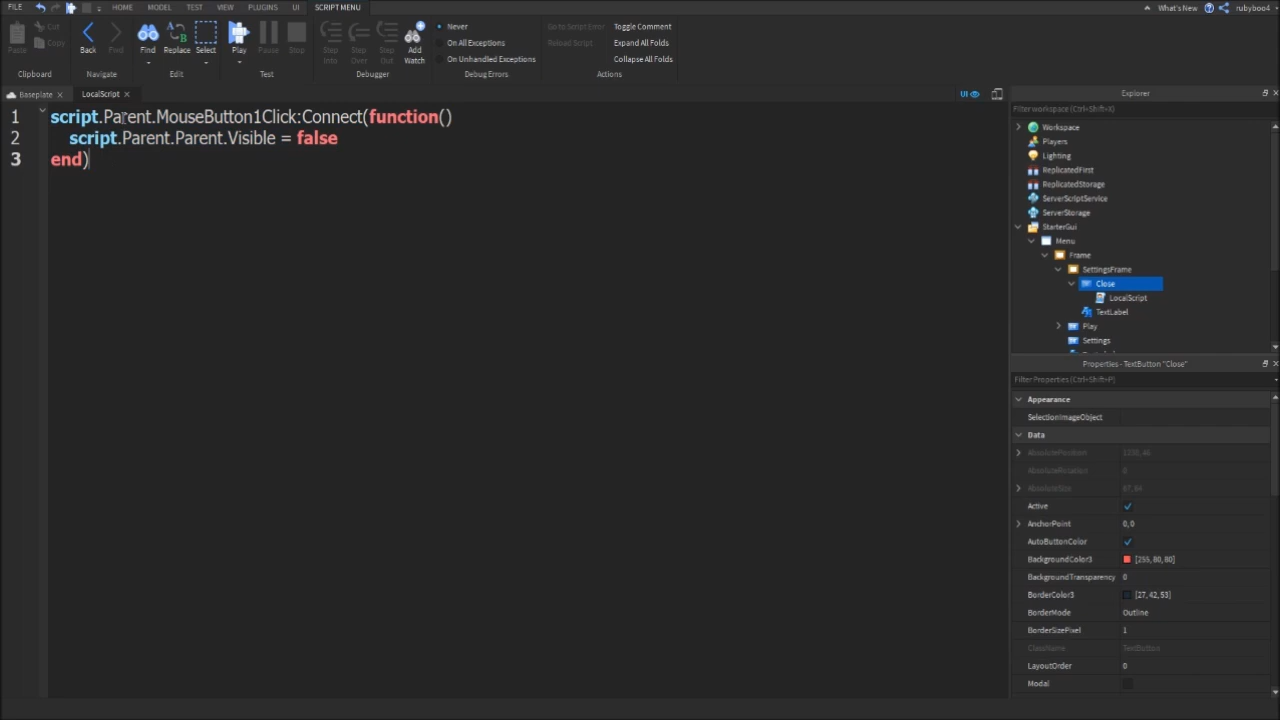 FILE HOME MODEL TEST VIEW PLUGINS UI SCRIPT MENU What's New rubyboo4
Paste Cut Copy
Clipboard
Back Find
Navigate
Find Replace Select
Edit
Play Pause Stop
Test
Step Into Step Over Step Out Add Watch
Debugger
Never
On All Exceptions
On Unhandled Exceptions
Debug Errors
Go to Script Error
Reload Script
Toggle Comment
Expand All Folds
Collapse All Folds
Actions
Baseplate LocalScript UI
1 script.Parent.MouseButton1Click:Connect(function()
2 script.Parent.Parent.Visible = false
3 end)
Explorer
Filter workspace (Ctrl+Shift+X)
Workspace
Players
Lighting
ReplicatedFirst
ReplicatedStorage
ServerScriptService
ServerStorage
StarterGui
Menu
Frame
SettingsFrame
Close
LocalScript
TextLabel
Play
Settings
Properties - TextButton "Close"
Filter Properties (Ctrl+Shift+P)
Appearance
SelectionImageObject
Data
AbsolutePosition
AbsoluteRotation 0
AbsoluteSize
Active
AnchorPoint 0,0
AutoButtonColor
BackgroundColor3 [255,80,80]
BackgroundTransparency 0
BorderColor3 [27,42,53]
BorderMode Outline
BorderSizePixel 1
ClassName TextButton
LayoutOrder 0
Modal